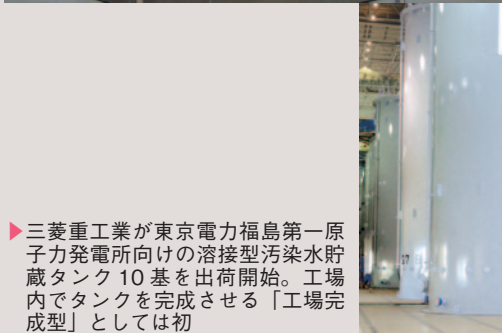 ▶三菱重工業が東京電力福島第一原
子力発電所向けの溶接型汚染水貯
蔵タンク10基を出荷開始。工場
内でタンクを完成させる「工場完
成型」としては初
27